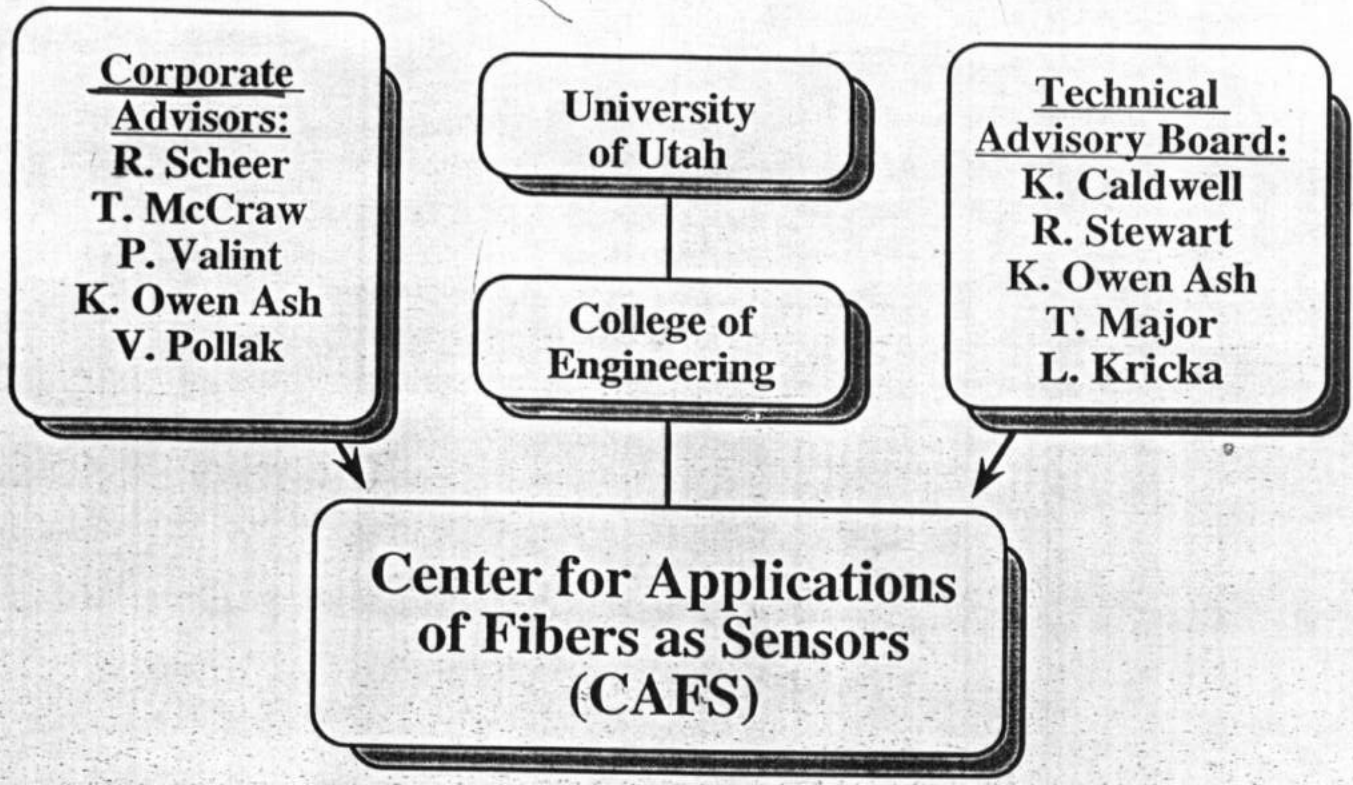 Corporate
Advisors:
R. Scheer
T. McCraw
P. Valint
K. Owen Ash
V. Pollak
University
of Utah
College of
Engineering
Technical
Advisory Board:
K. Caldwell
R. Stewart
K. Owen Ash
T. Major
L. Kricka
Center for Applications
of Fibers as Sensors
(CAFS)